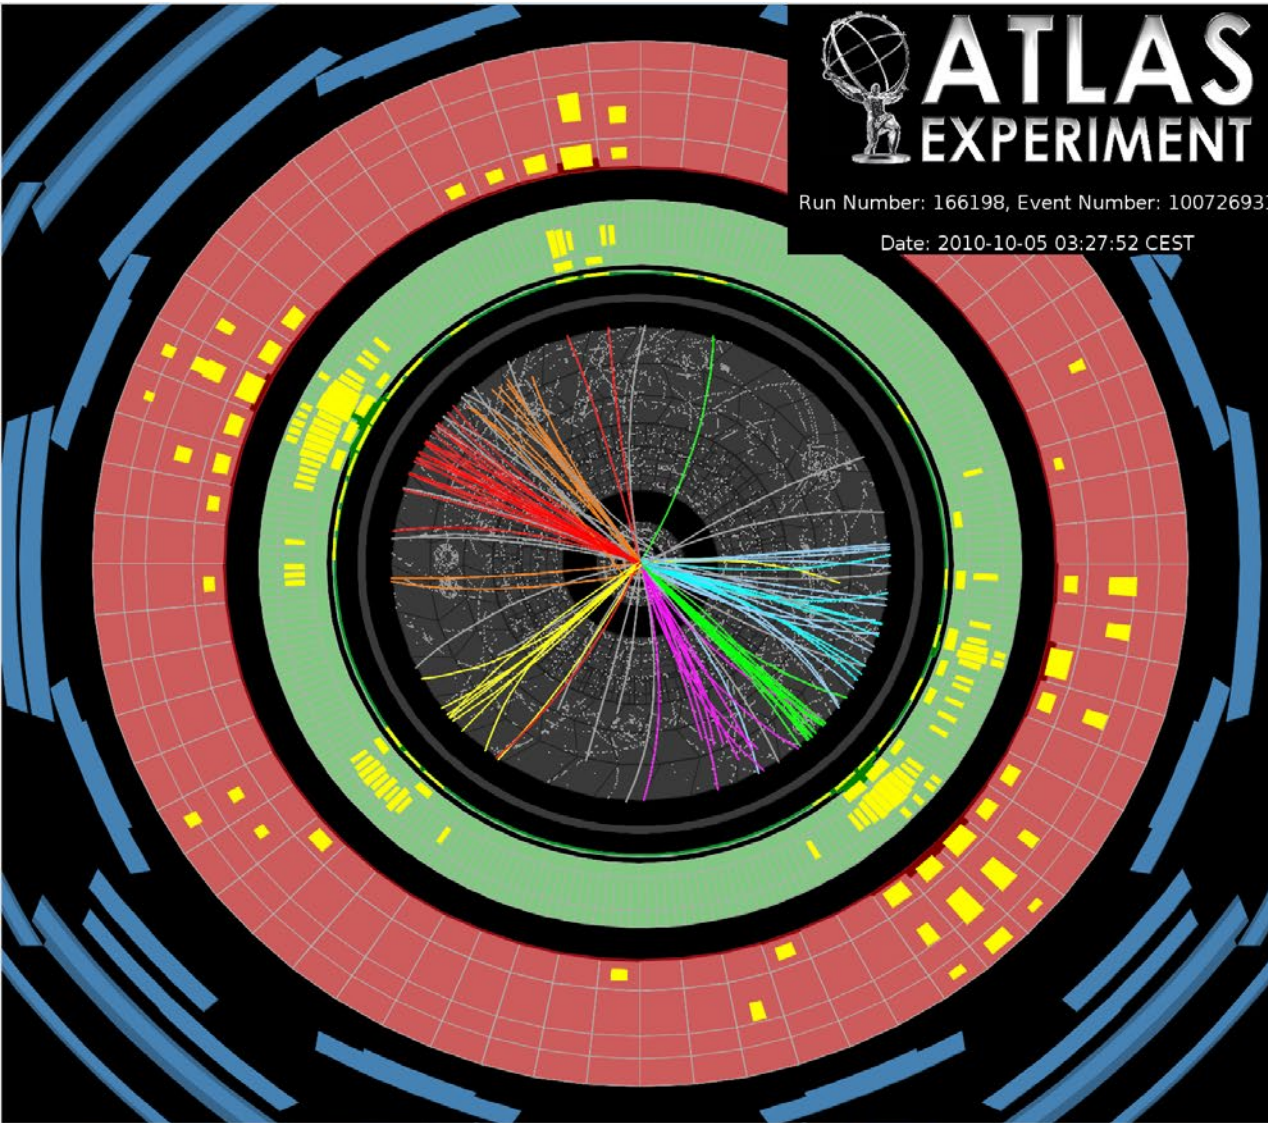 ATLAS
EXPERIMENT
Run Number: 166198, Event Number: 10072693
Date: 2010-10-05 03:27:52 CEST